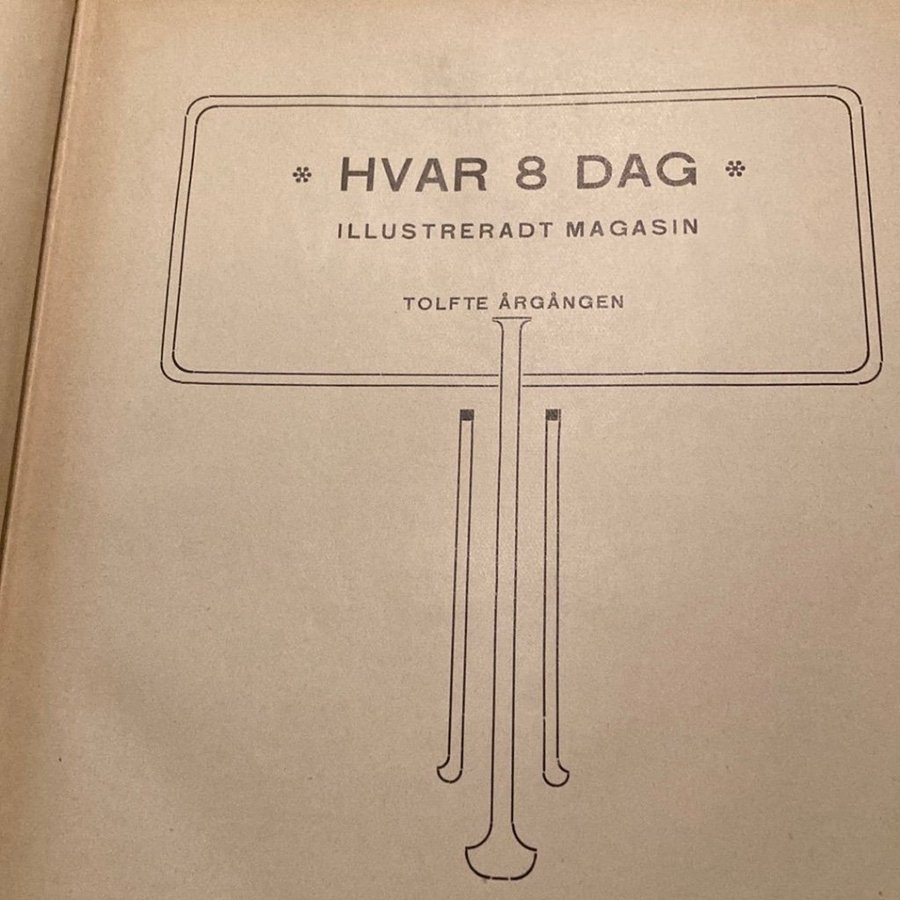 * HVAR 8 DAG *
ILLUSTRERADT MAGASIN
TOLFTE ÅRGÅNGEN